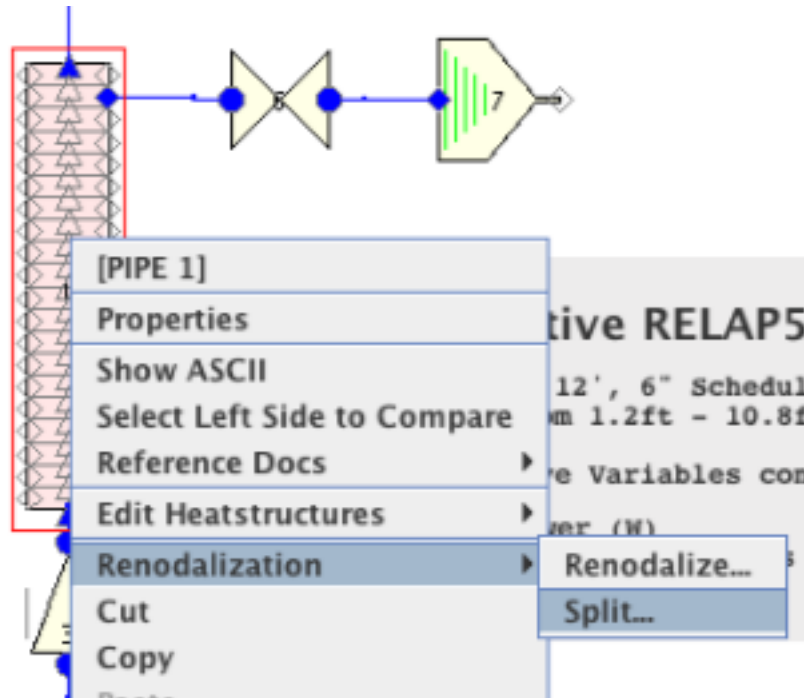 6
7
[PIPE 1]
Properties
tive RELAP5
Show ASCII
12', 6" Schedul
Select Left Side to Compare
m 1.2ft - 10.8f
Reference Docs
e Variables con
Edit Heatstructures
wer (W)
Renodalization
Renodalize...
s
Cut
Split...
Copy